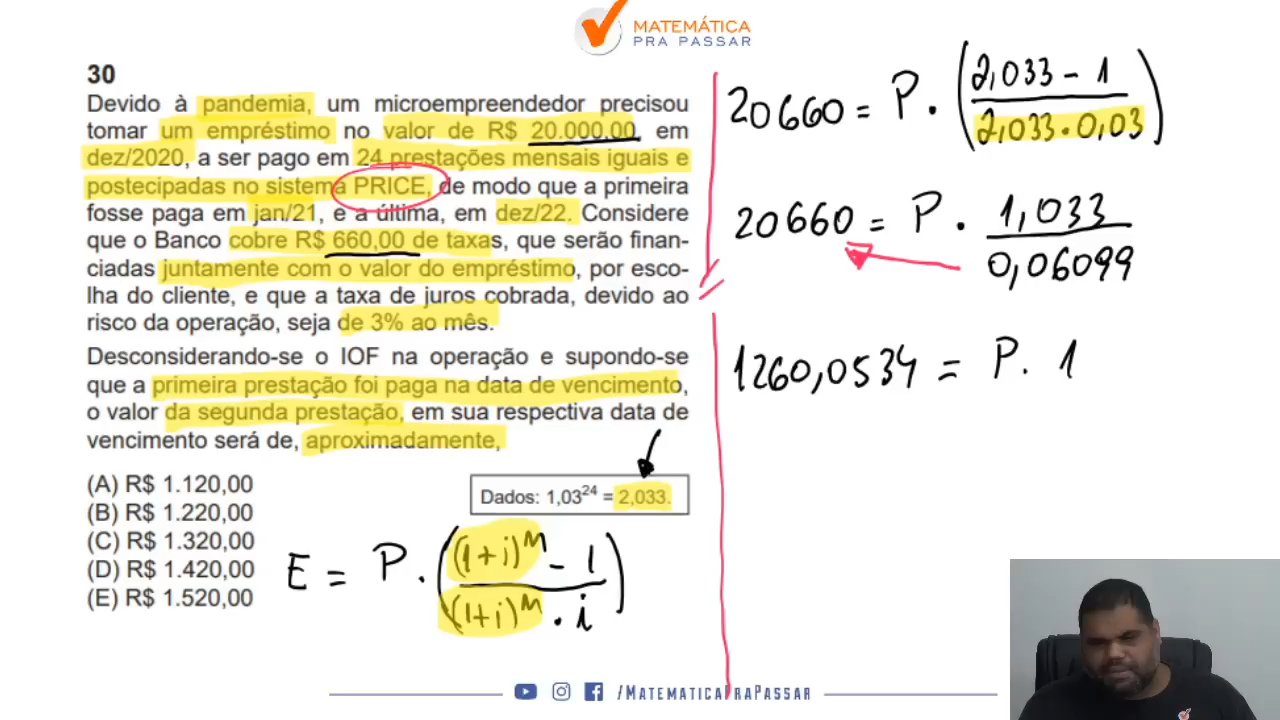 MATEMÁTICA
PRA PASSAR
30
Devido à pandemia, um microempreendedor precisou
tomar um empréstimo no valor de R$ 20.000,00 em
dez/2020, a ser pago em 24 prestações mensais iguais e
postecipadas no sistema PRICE, de modo que a primeira
fosse paga em jan/21, e a última, em dez/22. Considere
que o Banco cobre R$ 660,00 de taxas, que serão finan-
ciadas juntamente com o valor do empréstimo, por esco-
lha do cliente, e que a taxa de juros cobrada, devido ao
risco da operação, seja de 3% ao mês.
Desconsiderando-se o IOF na operação e supondo-se
que a primeira prestação foi paga na data de vencimento,
o valor da segunda prestação, em sua respectiva data de
vencimento será de, aproximadamente,
(A) R$ 1.120,00
(B) R$ 1.220,00
(C) R$ 1.320,00
(D) R$ 1.420,00
(E) R$ 1.520,00
Dados: 1,03²⁴ = 2,033.
E = P . ( (1+i)ⁿ - 1 / (1+i)ⁿ . i )
20660 = P . ( 2,033 - 1 / 2,033 . 0,03 )
20660 = P . 1,033 / 0,06099
1260,0534 = P . 1
/MatematicaPraPassar